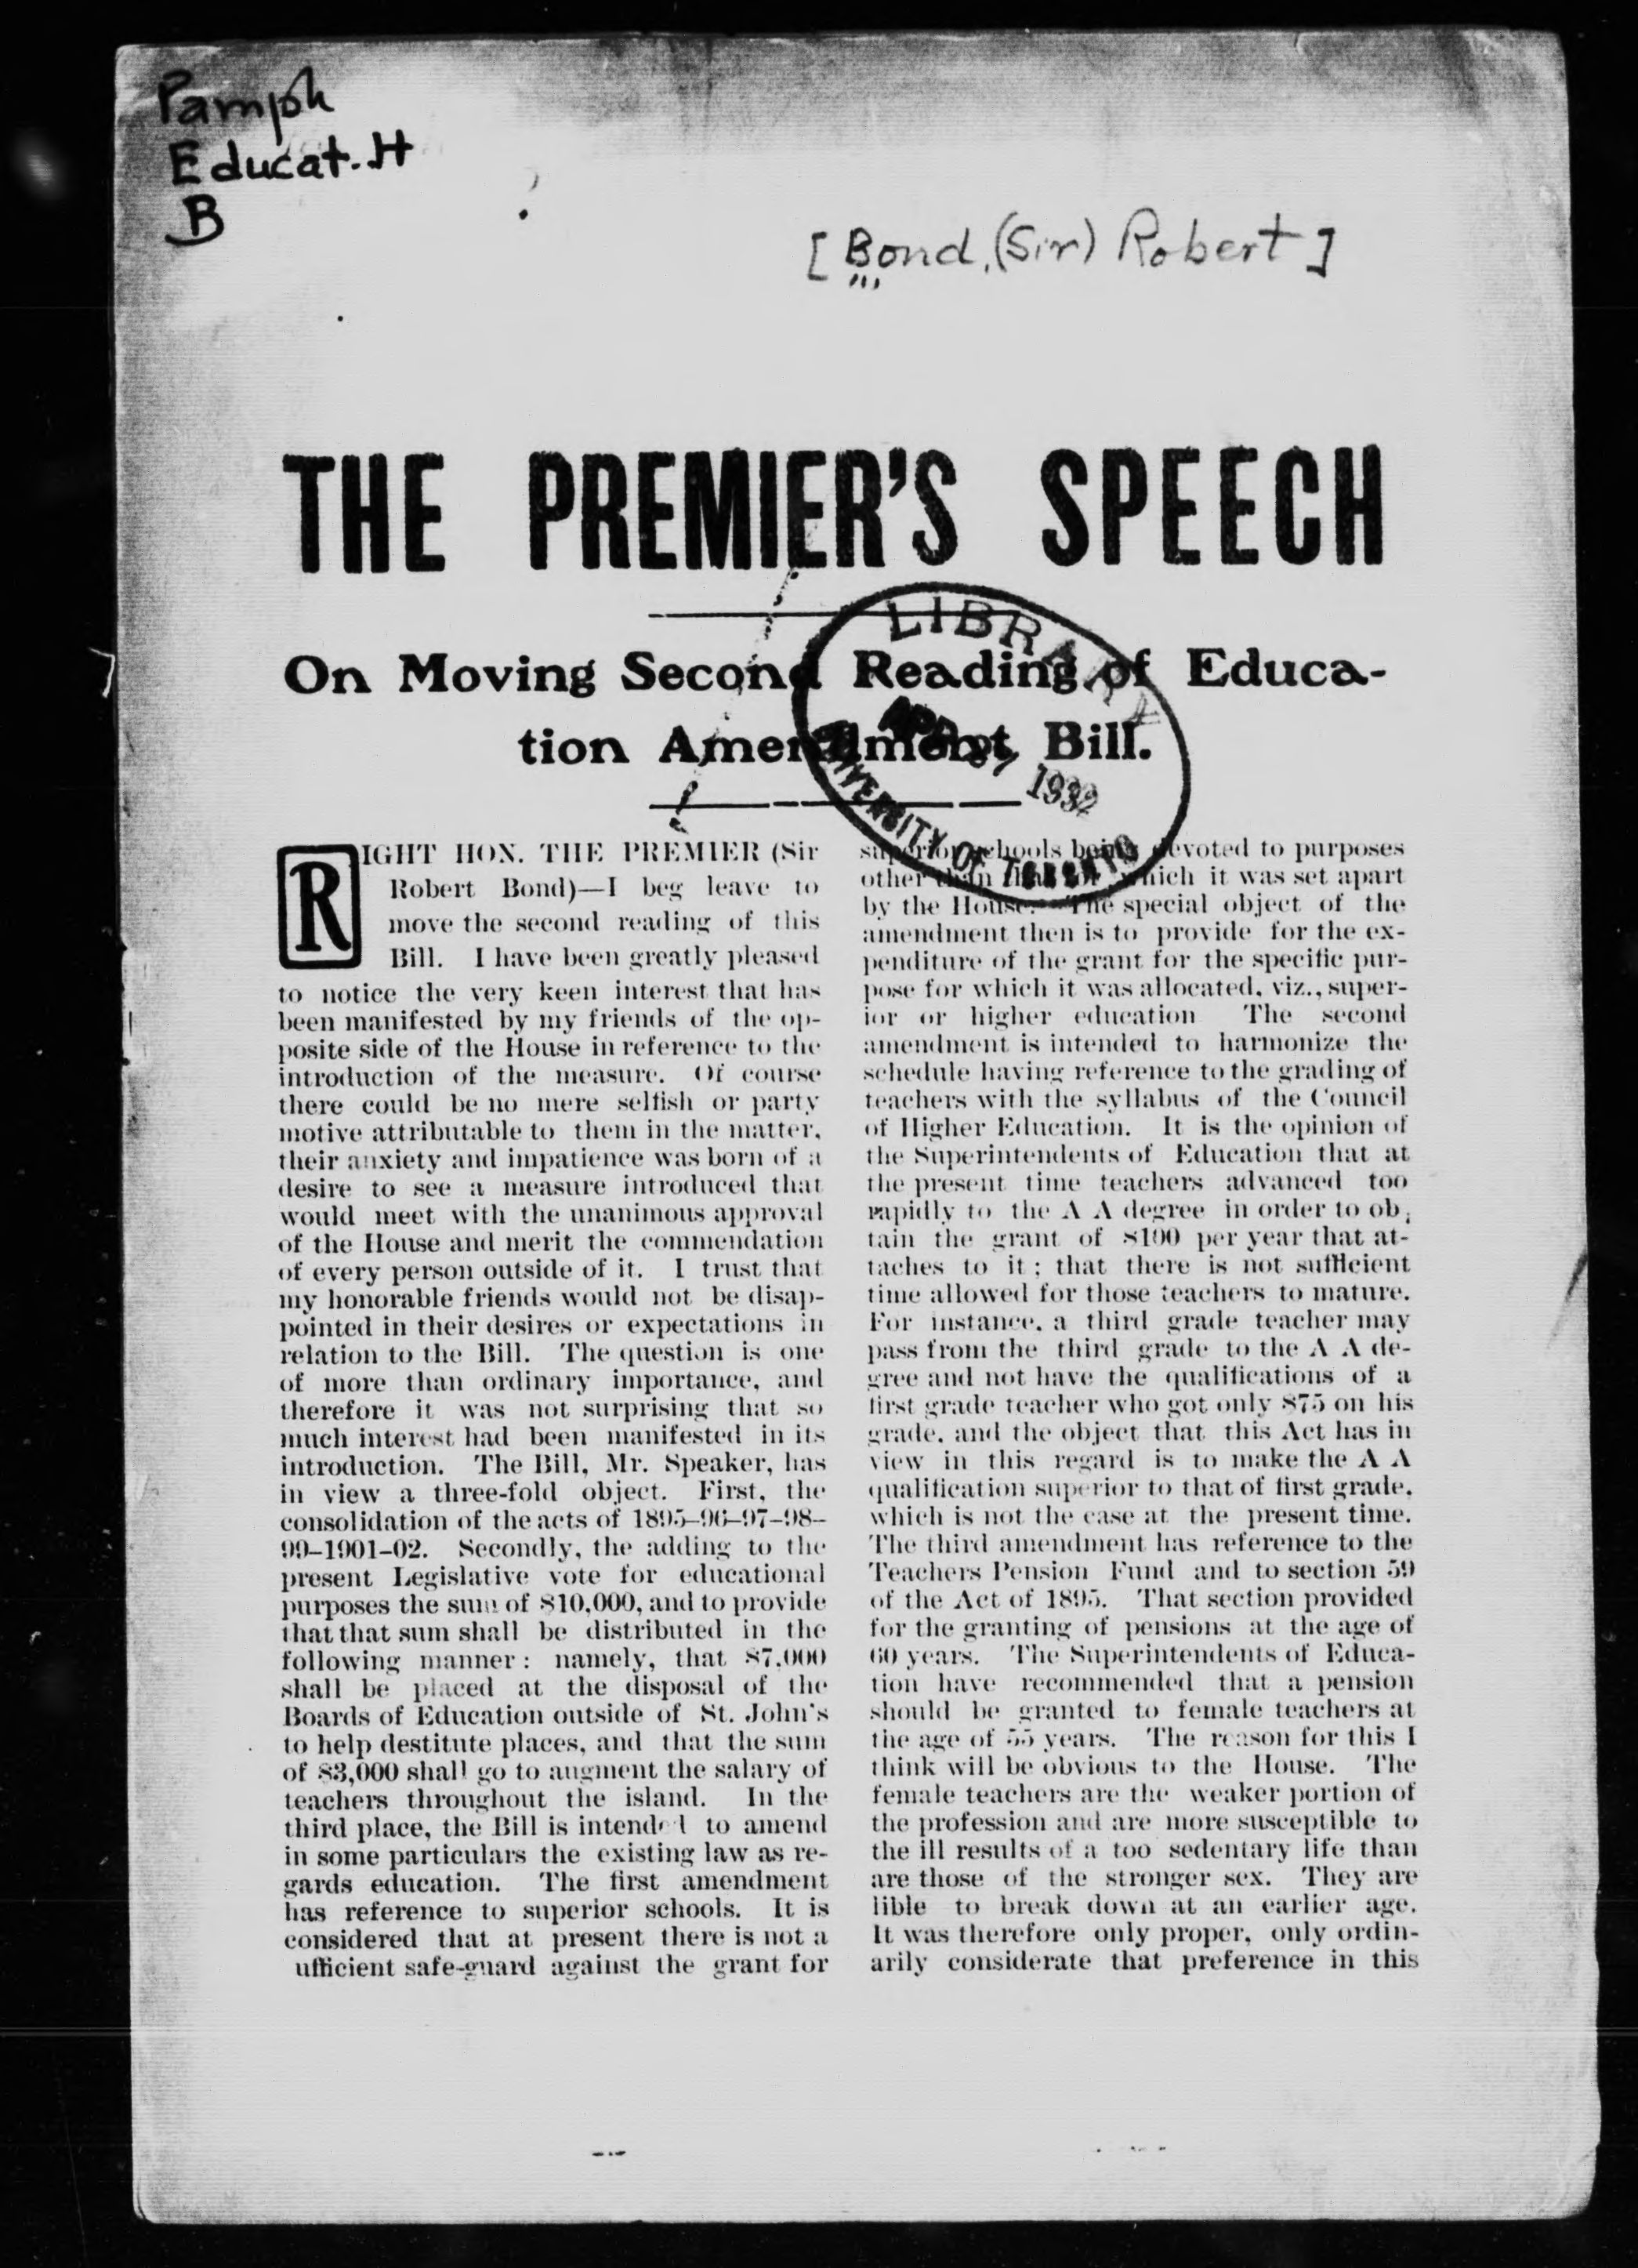 Pamph
Educat. H
B
[Bond, (Sir) Robert]
THE PREMIER'S SPEECH
On Moving Second Reading of Educa-
tion Amendment Bill.
LIBRARY
1932
UNIVERSITY OF TORONTO
RIGHT HON. THE PREMIER (Sir
Robert Bond)—I beg leave to
move the second reading of this
Bill. I have been greatly pleased
to notice the very keen interest that has
been manifested by my friends of the op-
posite side of the House in reference to the
introduction of the measure. Of course
there could be no mere selfish or party
motive attributable to them in the matter,
their anxiety and impatience was born of a
desire to see a measure introduced that
would meet with the unanimous approval
of the House and merit the commendation
of every person outside of it. I trust that
my honorable friends would not be disap-
pointed in their desires or expectations in
relation to the Bill. The question is one
of more than ordinary importance, and
therefore it was not surprising that so
much interest had been manifested in its
introduction. The Bill, Mr. Speaker, has
in view a three-fold object. First, the
consolidation of the acts of 1895-96-97-98-
99-1901-02. Secondly, the adding to the
present Legislative vote for educational
purposes the sum of $10,000, and to provide
that that sum shall be distributed in the
following manner: namely, that $7.000
shall be placed at the disposal of the
Boards of Education outside of St. John's
to help destitute places, and that the sum
of $3,000 shall go to augment the salary of
teachers throughout the island. In the
third place, the Bill is intended to amend
in some particulars the existing law as re-
gards education. The first amendment
has reference to superior schools. It is
considered that at present there is not a
ufficient safe-guard against the grant for
superior schools being devoted to purposes
other than that for which it was set apart
by the House. The special object of the
amendment then is to provide for the ex-
penditure of the grant for the specific pur-
pose for which it was allocated, viz., super-
ior or higher education The second
amendment is intended to harmonize the
schedule having reference to the grading of
teachers with the syllabus of the Council
of Higher Education. It is the opinion of
the Superintendents of Education that at
the present time teachers advanced too
rapidly to the A A degree in order to ob,
tain the grant of $100 per year that at-
taches to it; that there is not sufficient
time allowed for those teachers to mature.
For instance, a third grade teacher may
pass from the third grade to the A A de-
gree and not have the qualifications of a
first grade teacher who got only $75 on his
grade, and the object that this Act has in
view in this regard is to make the A A
qualification superior to that of first grade,
which is not the case at the present time.
The third amendment has reference to the
Teachers Pension Fund and to section 59
of the Act of 1895. That section provided
for the granting of pensions at the age of
60 years. The Superintendents of Educa-
tion have recommended that a pension
should be granted to female teachers at
the age of 55 years. The reason for this I
think will be obvious to the House. The
female teachers are the weaker portion of
the profession and are more susceptible to
the ill results of a too sedentary life than
are those of the stronger sex. They are
lible to break down at an earlier age.
It was therefore only proper, only ordin-
arily considerate that preference in this